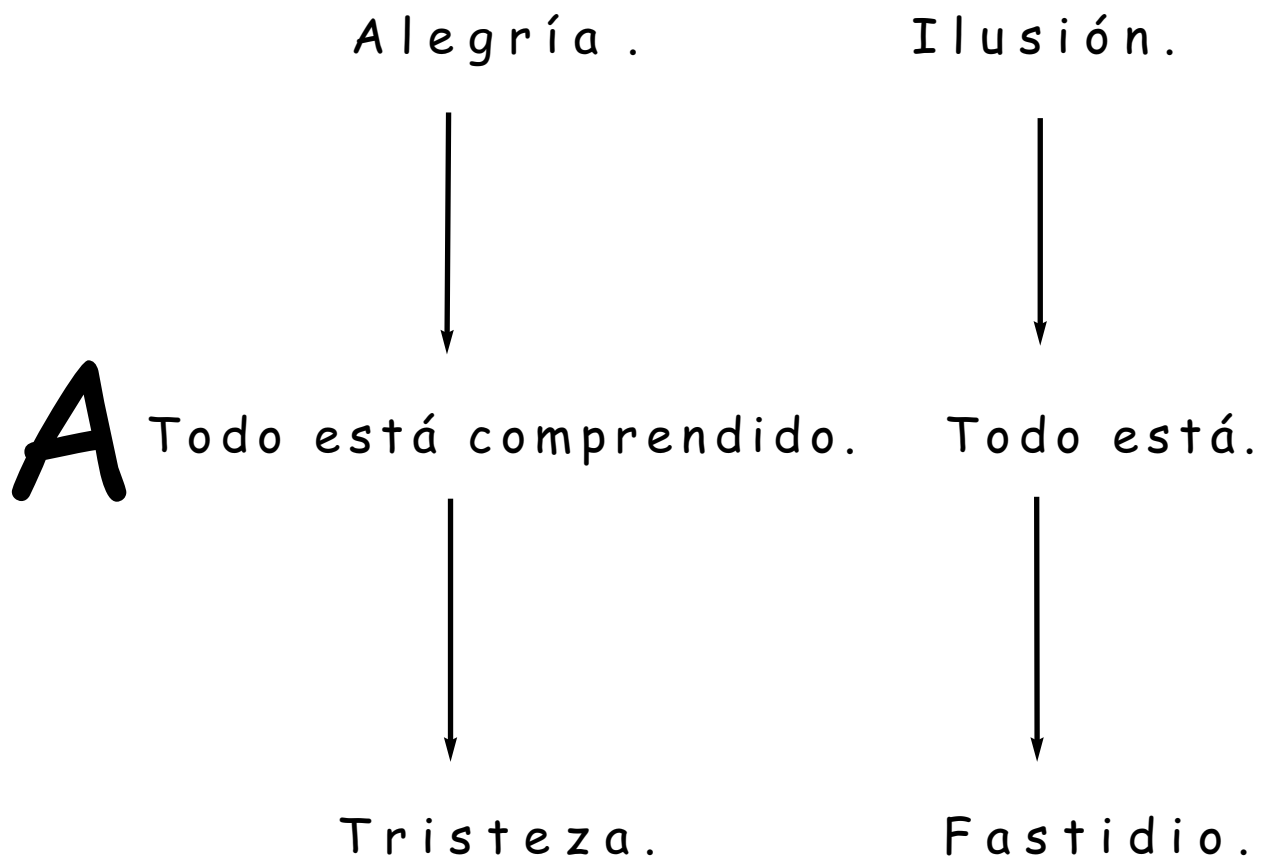 Alegría. Ilusión.
A Todo está comprendido. Todo está.
Tristeza. Fastidio.